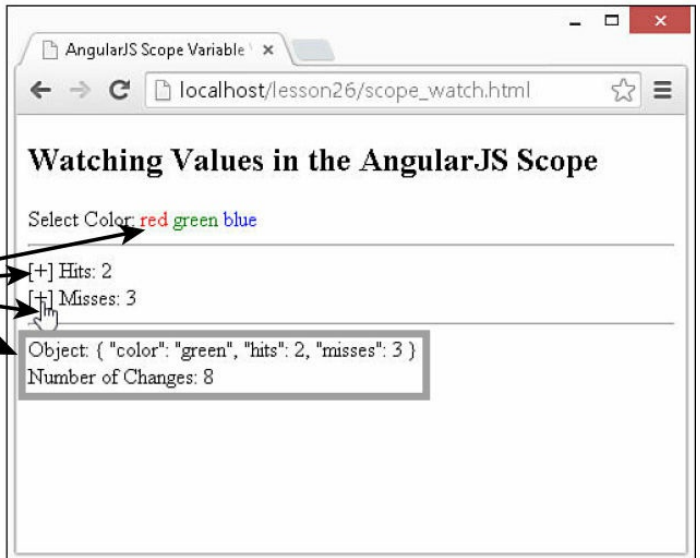 AngularJS Scope Variable
localhost/lesson26/scope_watch.html
Watching Values in the AngularJS Scope
Select Color: red green blue
[+] Hits: 2
[+] Misses: 3
Object: { "color": "green", "hits": 2, "misses": 3 }
Number of Changes: 8